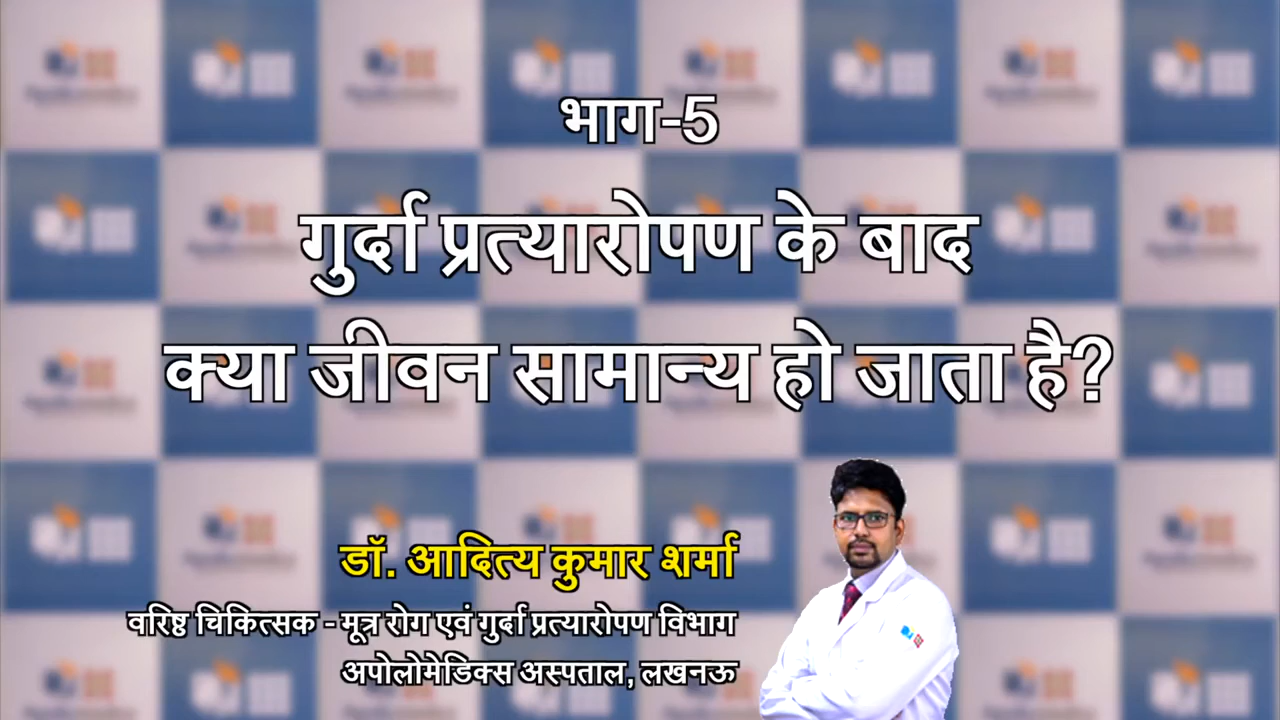 भाग-5
गुर्दा प्रत्यारोपण के बाद
क्या जीवन सामान्य हो जाता है?
डॉ. आदित्य कुमार शर्मा
वरिष्ठ चिकित्सक - मूत्र रोग एवं गुर्दा प्रत्यारोपण विभाग
अपोलोमेडिक्स अस्पताल, लखनऊ